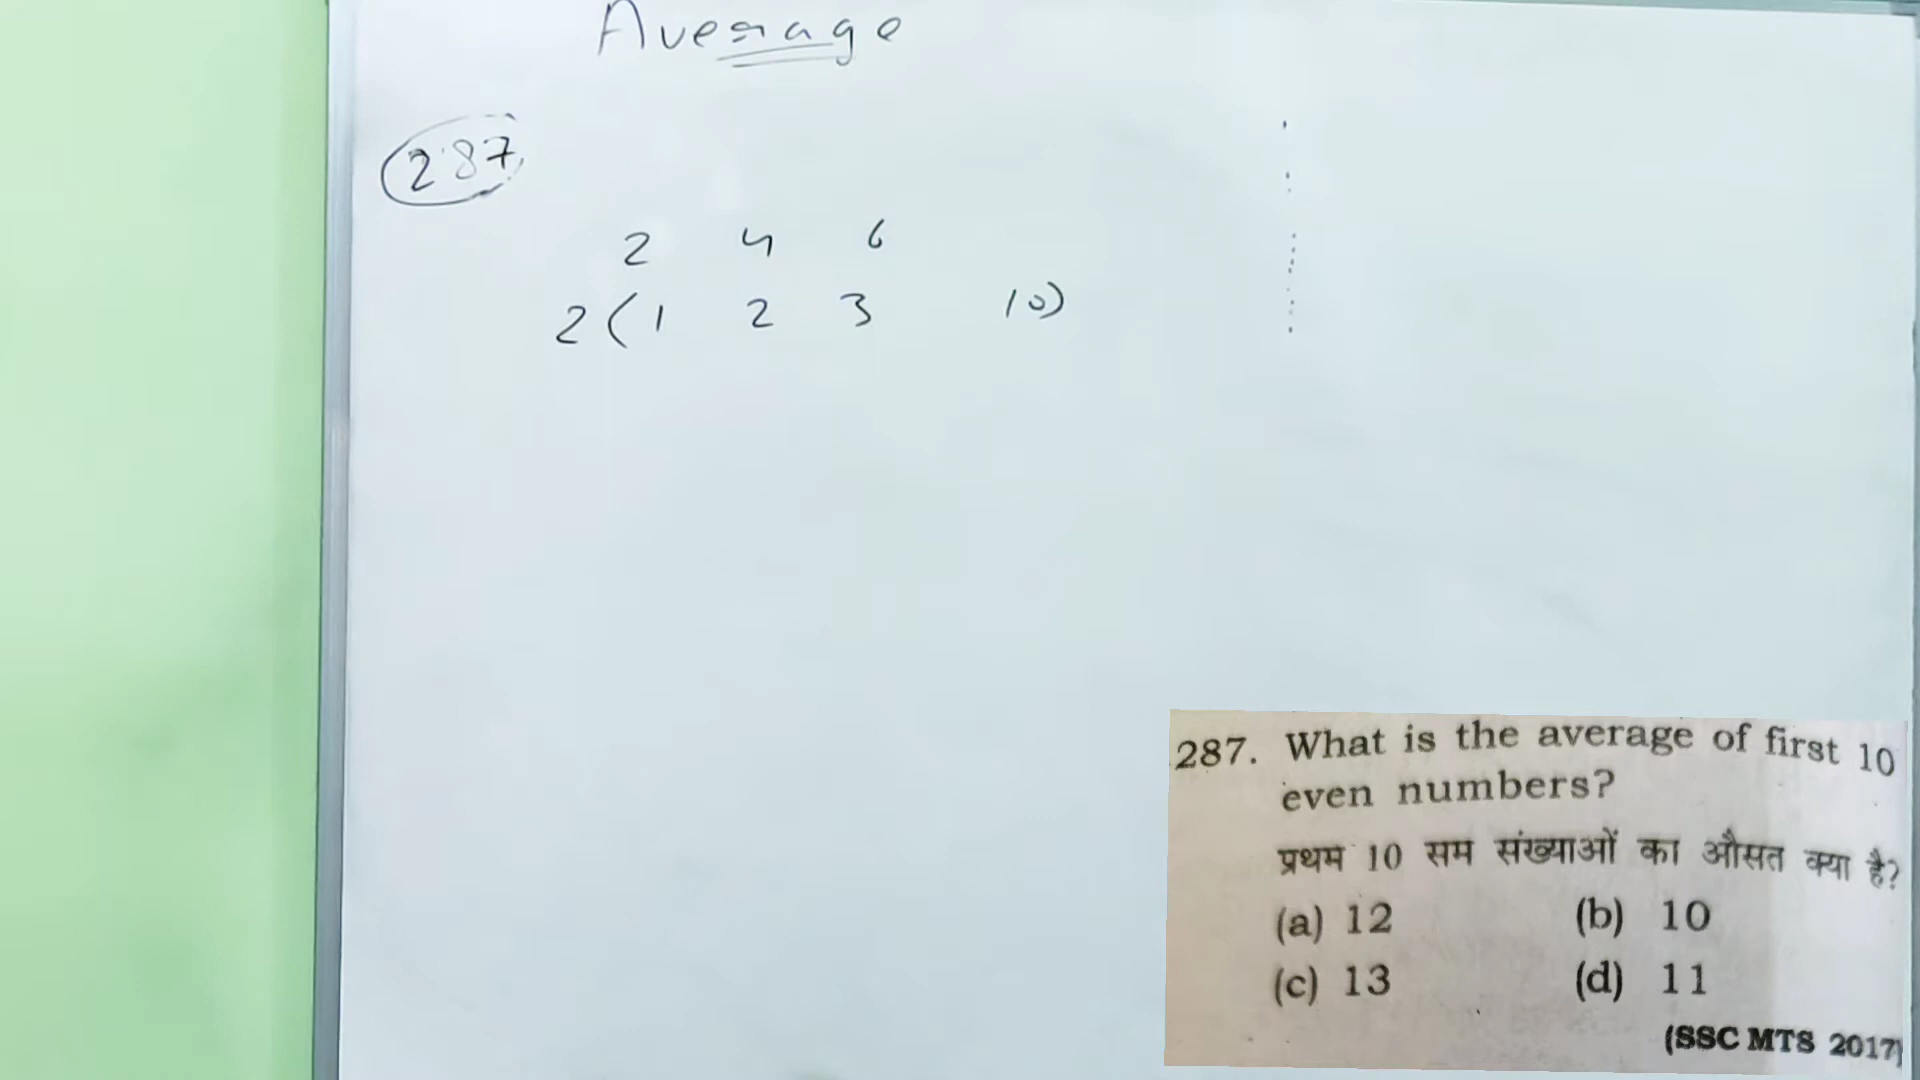 Average
287
2 4 6
2 ( 1 2 3 10)
287. What is the average of first 10
even numbers?
प्रथम 10 सम संख्याओं का औसत क्या है?
(a) 12 (b) 10
(c) 13 (d) 11
(SSC MTS 2017)